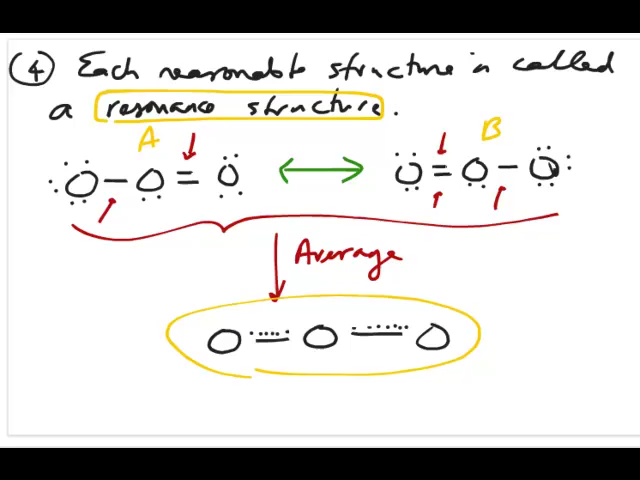 (4) Each reasonable structure is called
a resonance structure.
A B
:O – O = O ⟷ O = O – O:
Average
O O O